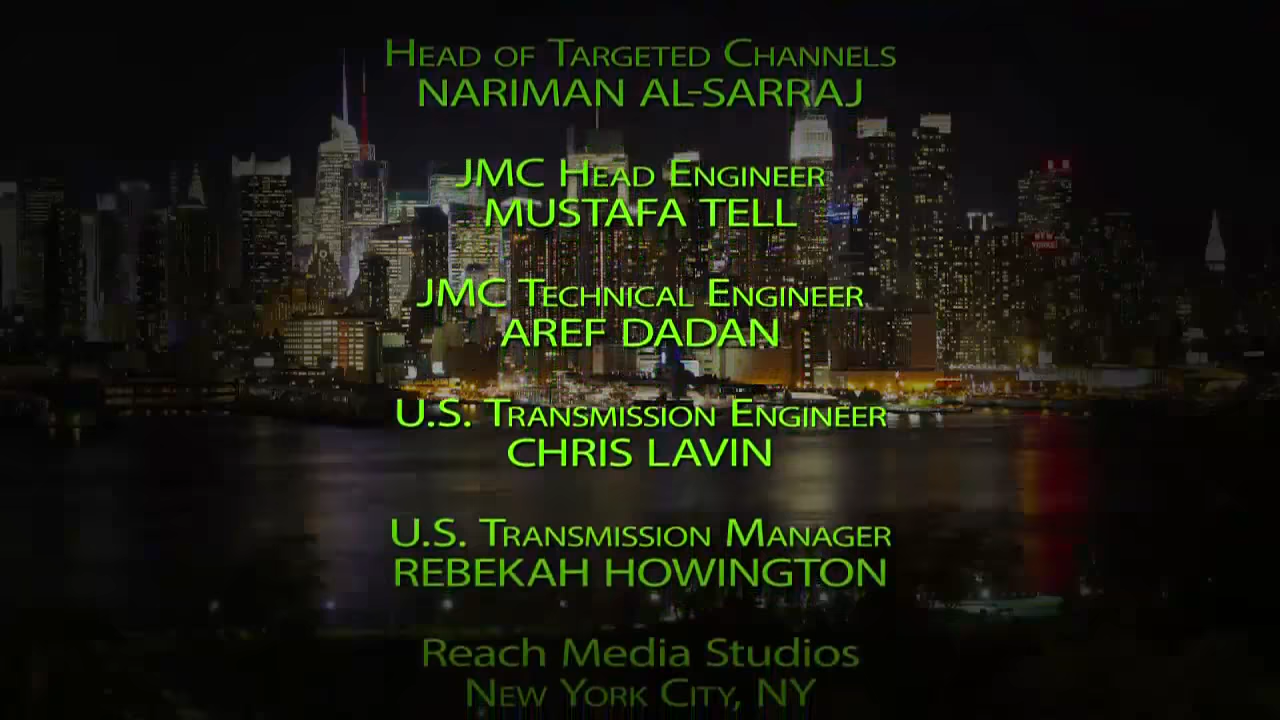 Head of Targeted Channels
NARIMAN AL-SARRAJ
JMC Head Engineer
MUSTAFA TELL
JMC Technical Engineer
AREF DADAN
U.S. Transmission Engineer
CHRIS LAVIN
U.S. Transmission Manager
REBEKAH HOWINGTON
Reach Media Studios
New York City, NY